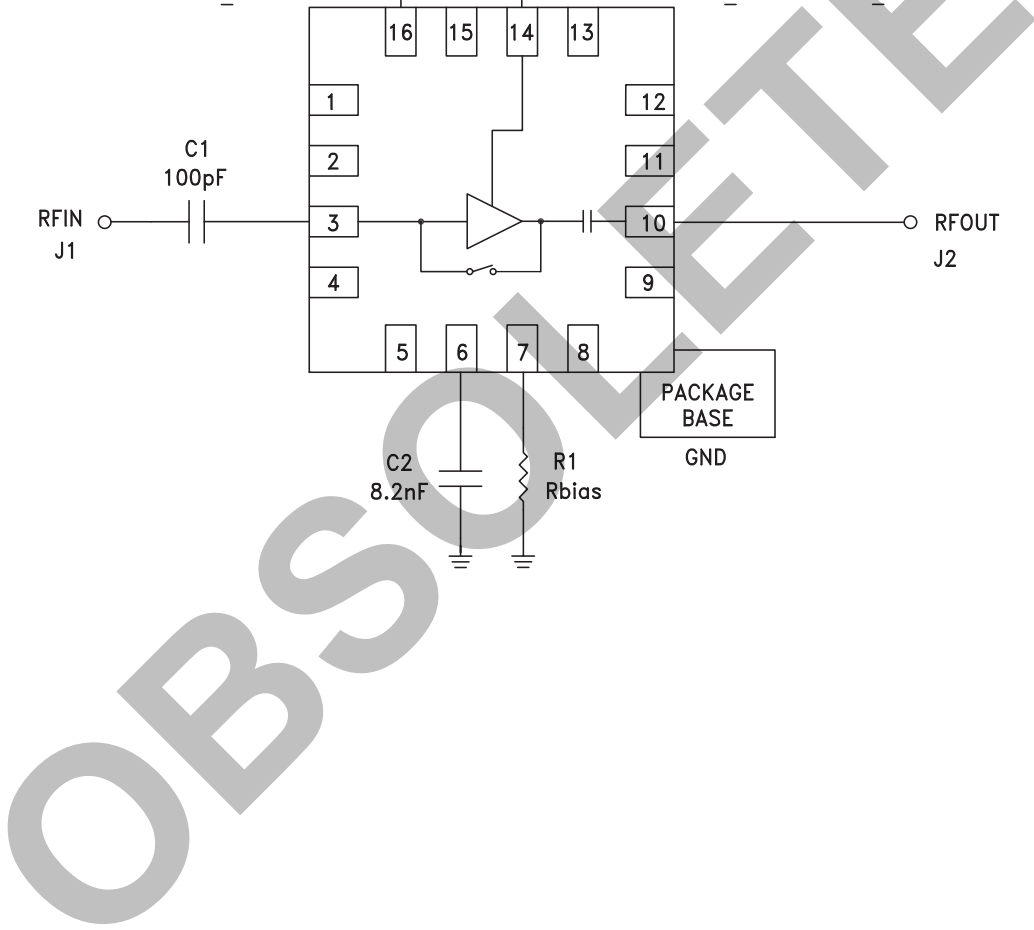 16 15 14 13
1 12
C1
100pF
2 11
RFIN 3 10 RFOUT
J1 J2
4 9
5 6 7 8
PACKAGE
BASE
GND
C2 R1
8.2nF Rbias
OBSOLETE